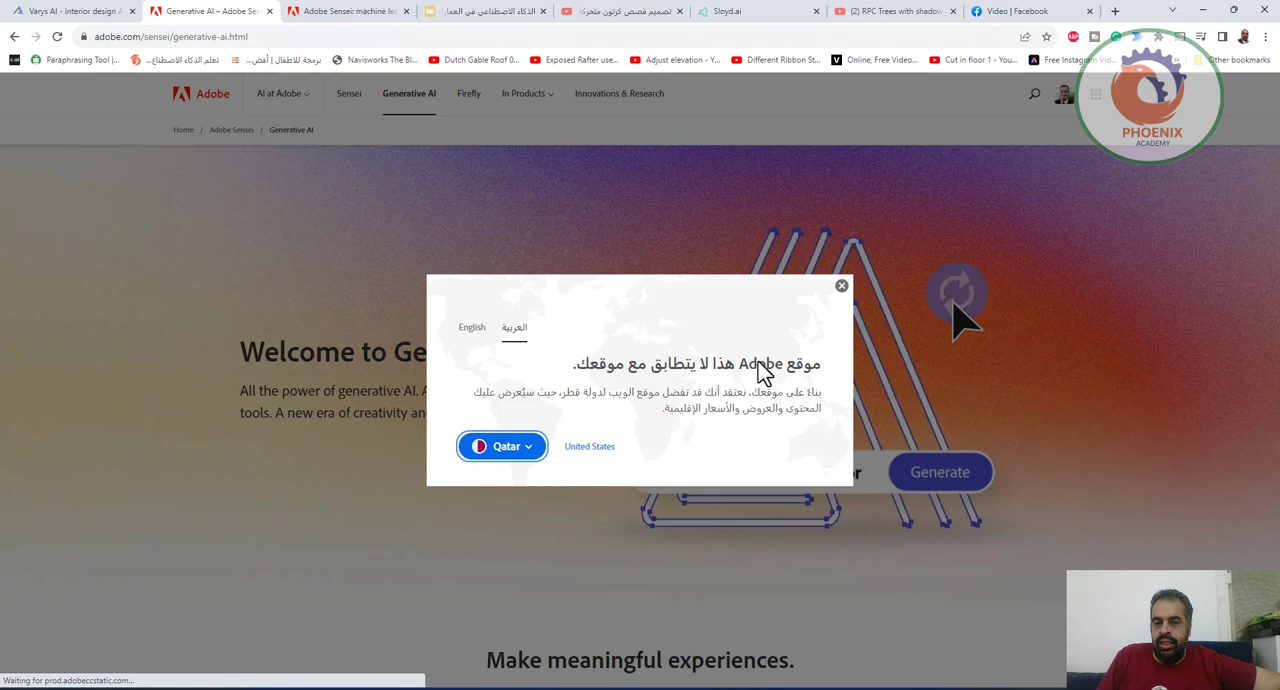 Varys AI - interior design A
Generative AI – Adobe Se
Adobe Sensei: machine lea
الذكاء الاصطناعي في العمار
تصميم قصص كرتون متحركة
Sloyd.ai
(2) RPC Trees with shadow
Video | Facebook
adobe.com/sensei/generative-ai.html
Paraphrasing Tool |...
تعلم الذكاء الاصطناع...
برمجة للاطفال | أفض...
Navisworks The Bl...
Dutch Gable Roof 0...
Exposed Rafter use...
Adjust elevation - Y...
Different Ribbon St...
Online, Free Video...
Cut in floor 1 - You...
Free Instagram Vid...
Other bookmarks
Adobe
AI at Adobe
Sensei
Generative AI
Firefly
In Products
Innovations & Research
PHOENIX
ACADEMY
Home / Adobe Sensei / Generative AI
English
العربية
Welcome to Ge
موقع Adobe هذا لا يتطابق مع موقعك.
All the power of generative AI. A
بناءً على موقعك، نعتقد أنك قد تفضل موقع الويب لدولة قطر، حيث سيُعرض عليك
المحتوى والعروض والأسعار الإقليمية.
tools. A new era of creativity an
Qatar
United States
or
Generate
Make meaningful experiences.
Waiting for prod.adobeccstatic.com...